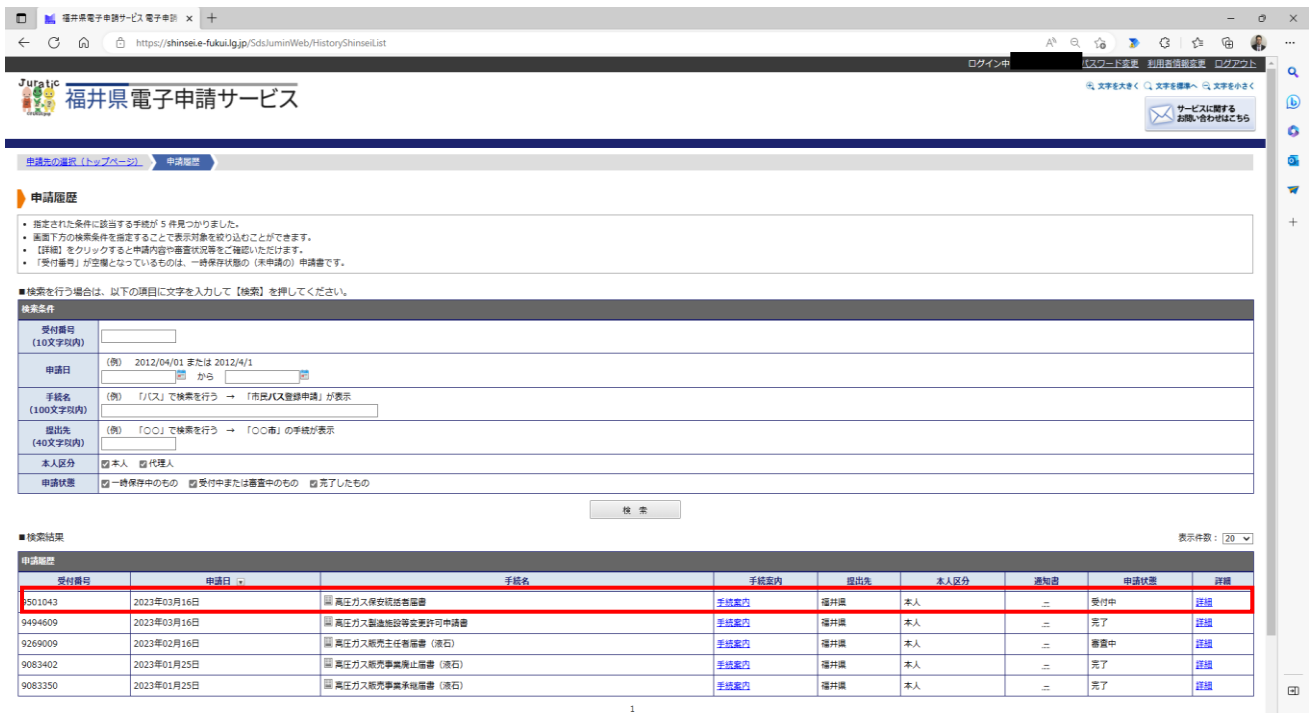 福井県電子申請サービス 電子申請
https://shinsei.e-fukui.lg.jp/SdsJuminWeb/HistoryShinseiList
ログイン中 パスワード変更 利用者情報変更 ログアウト
Juratic
福井県電子申請サービス
文字を大きく 文字を標準へ 文字を小さく
サービスに関する
お問い合わせはこちら
申請先の選択（トップページ） 申請履歴
申請履歴
• 指定された条件に該当する手続が 5 件見つかりました。
• 画面下方の検索条件を指定することで表示対象を絞り込むことができます。
• 【詳細】をクリックすると申請内容や審査状況等をご確認いただけます。
• 「受付番号」が空欄となっているものは、一時保存状態の（未申請の）申請書です。
■検索を行う場合は、以下の項目に文字を入力して【検索】を押してください。
検索条件
受付番号
(10文字以内)
申請日
(例) 2012/04/01 または 2012/4/1
から
手続名
(100文字以内)
(例) 「バス」で検索を行う → 「市民バス登録申請」が表示
提出先
(40文字以内)
(例) 「○○」で検索を行う → 「○○市」の手続が表示
本人区分 本人 代理人
申請状態 一時保存中のもの 受付中または審査中のもの 完了したもの
検 索
■検索結果 表示件数： 20
申請履歴
受付番号 申請日 手続名 手続案内 提出先 本人区分 通知書 申請状態 詳細
9501043 2023年03月16日 高圧ガス保安統括者届書 手続案内 福井県 本人 − 受付中 詳細
9494609 2023年03月16日 高圧ガス製造施設等変更許可申請書 手続案内 福井県 本人 − 完了 詳細
9269009 2023年02月16日 高圧ガス販売主任者届書（液石） 手続案内 福井県 本人 − 審査中 詳細
9083402 2023年01月25日 高圧ガス販売事業廃止届書（液石） 手続案内 福井県 本人 − 完了 詳細
9083350 2023年01月25日 高圧ガス販売事業承継届書（液石） 手続案内 福井県 本人 − 完了 詳細
1